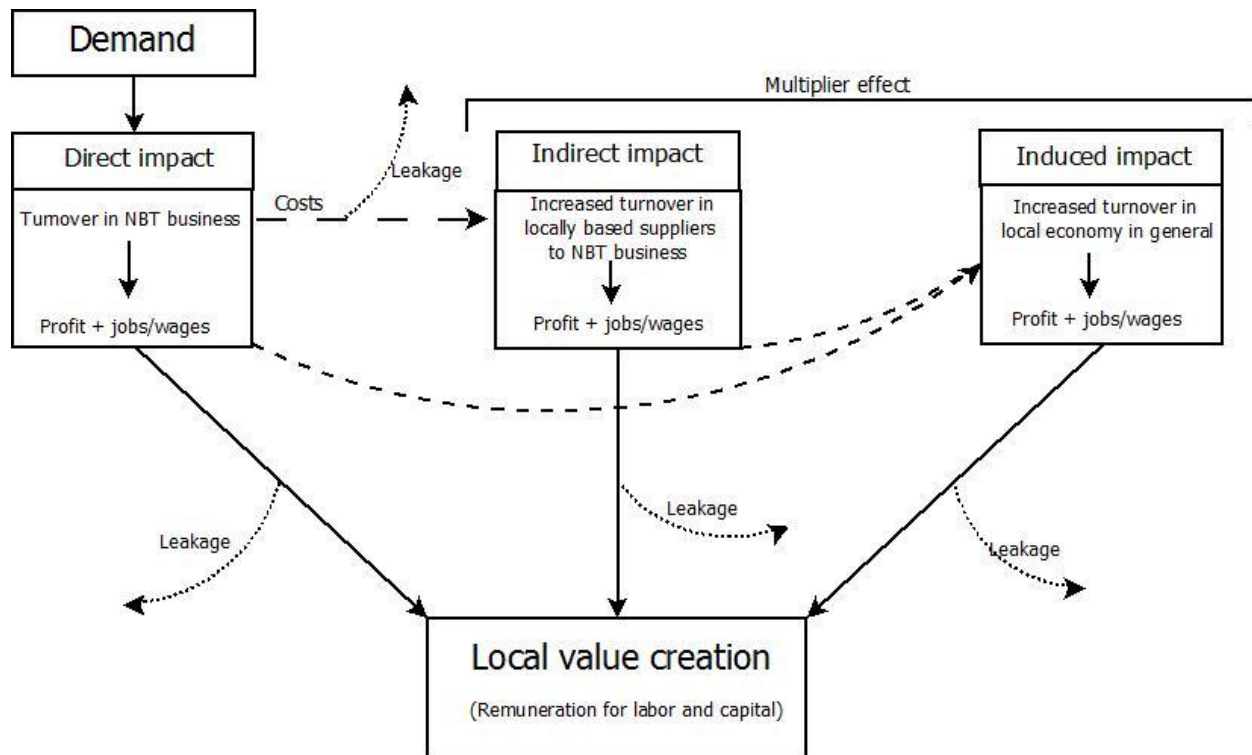 Demand
Multiplier effect
Direct impact
Leakage
Indirect impact
Induced impact
Turnover in NBT business
Costs
Increased turnover in
locally based suppliers
to NBT business
Increased turnover in
local economy in general
Profit + jobs/wages
Profit + jobs/wages
Profit + jobs/wages
Leakage
Leakage
Leakage
Local value creation
(Remuneration for labor and capital)